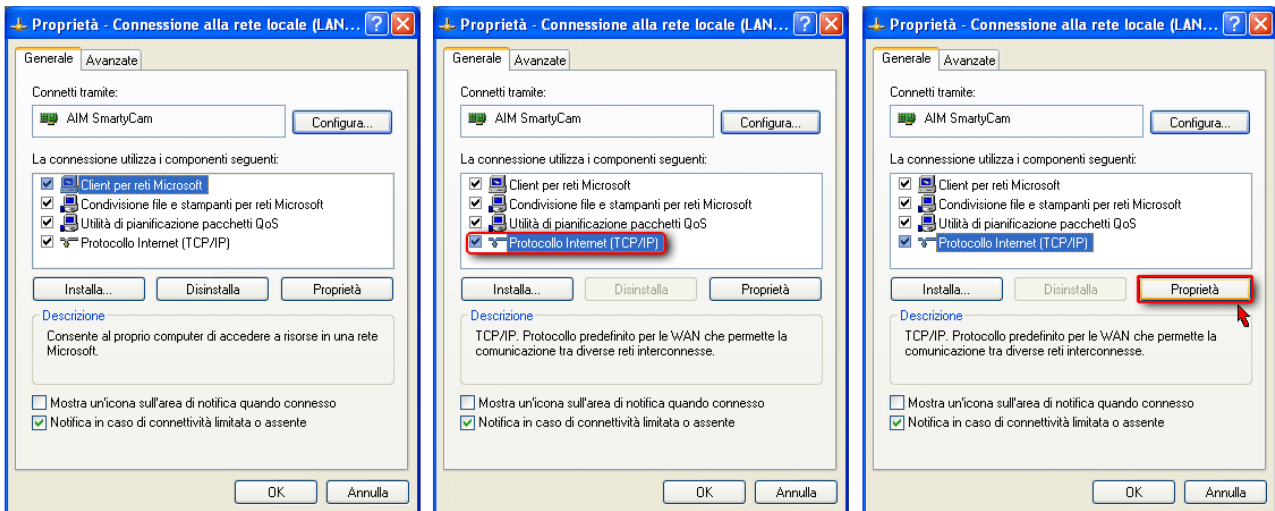 Proprietà - Connessione alla rete locale (LAN...
Generale Avanzate
Connetti tramite:
AIM SmartyCam
Configura...
La connessione utilizza i componenti seguenti:
Client per reti Microsoft
Condivisione file e stampanti per reti Microsoft
Utilità di pianificazione pacchetti QoS
Protocollo Internet (TCP/IP)
Installa... Disinstalla Proprietà
Descrizione
Consente al proprio computer di accedere a risorse in una rete
Microsoft.
Mostra un'icona sull'area di notifica quando connesso
Notifica in caso di connettività limitata o assente
OK Annulla
Proprietà - Connessione alla rete locale (LAN...
Generale Avanzate
Connetti tramite:
AIM SmartyCam
Configura...
La connessione utilizza i componenti seguenti:
Client per reti Microsoft
Condivisione file e stampanti per reti Microsoft
Utilità di pianificazione pacchetti QoS
Protocollo Internet (TCP/IP)
Installa... Disinstalla Proprietà
Descrizione
TCP/IP. Protocollo predefinito per le WAN che permette la
comunicazione tra diverse reti interconnesse.
Mostra un'icona sull'area di notifica quando connesso
Notifica in caso di connettività limitata o assente
OK Annulla
Proprietà - Connessione alla rete locale (LAN...
Generale Avanzate
Connetti tramite:
AIM SmartyCam
Configura...
La connessione utilizza i componenti seguenti:
Client per reti Microsoft
Condivisione file e stampanti per reti Microsoft
Utilità di pianificazione pacchetti QoS
Protocollo Internet (TCP/IP)
Installa... Disinstalla Proprietà
Descrizione
TCP/IP. Protocollo predefinito per le WAN che permette la
comunicazione tra diverse reti interconnesse.
Mostra un'icona sull'area di notifica quando connesso
Notifica in caso di connettività limitata o assente
OK Annulla